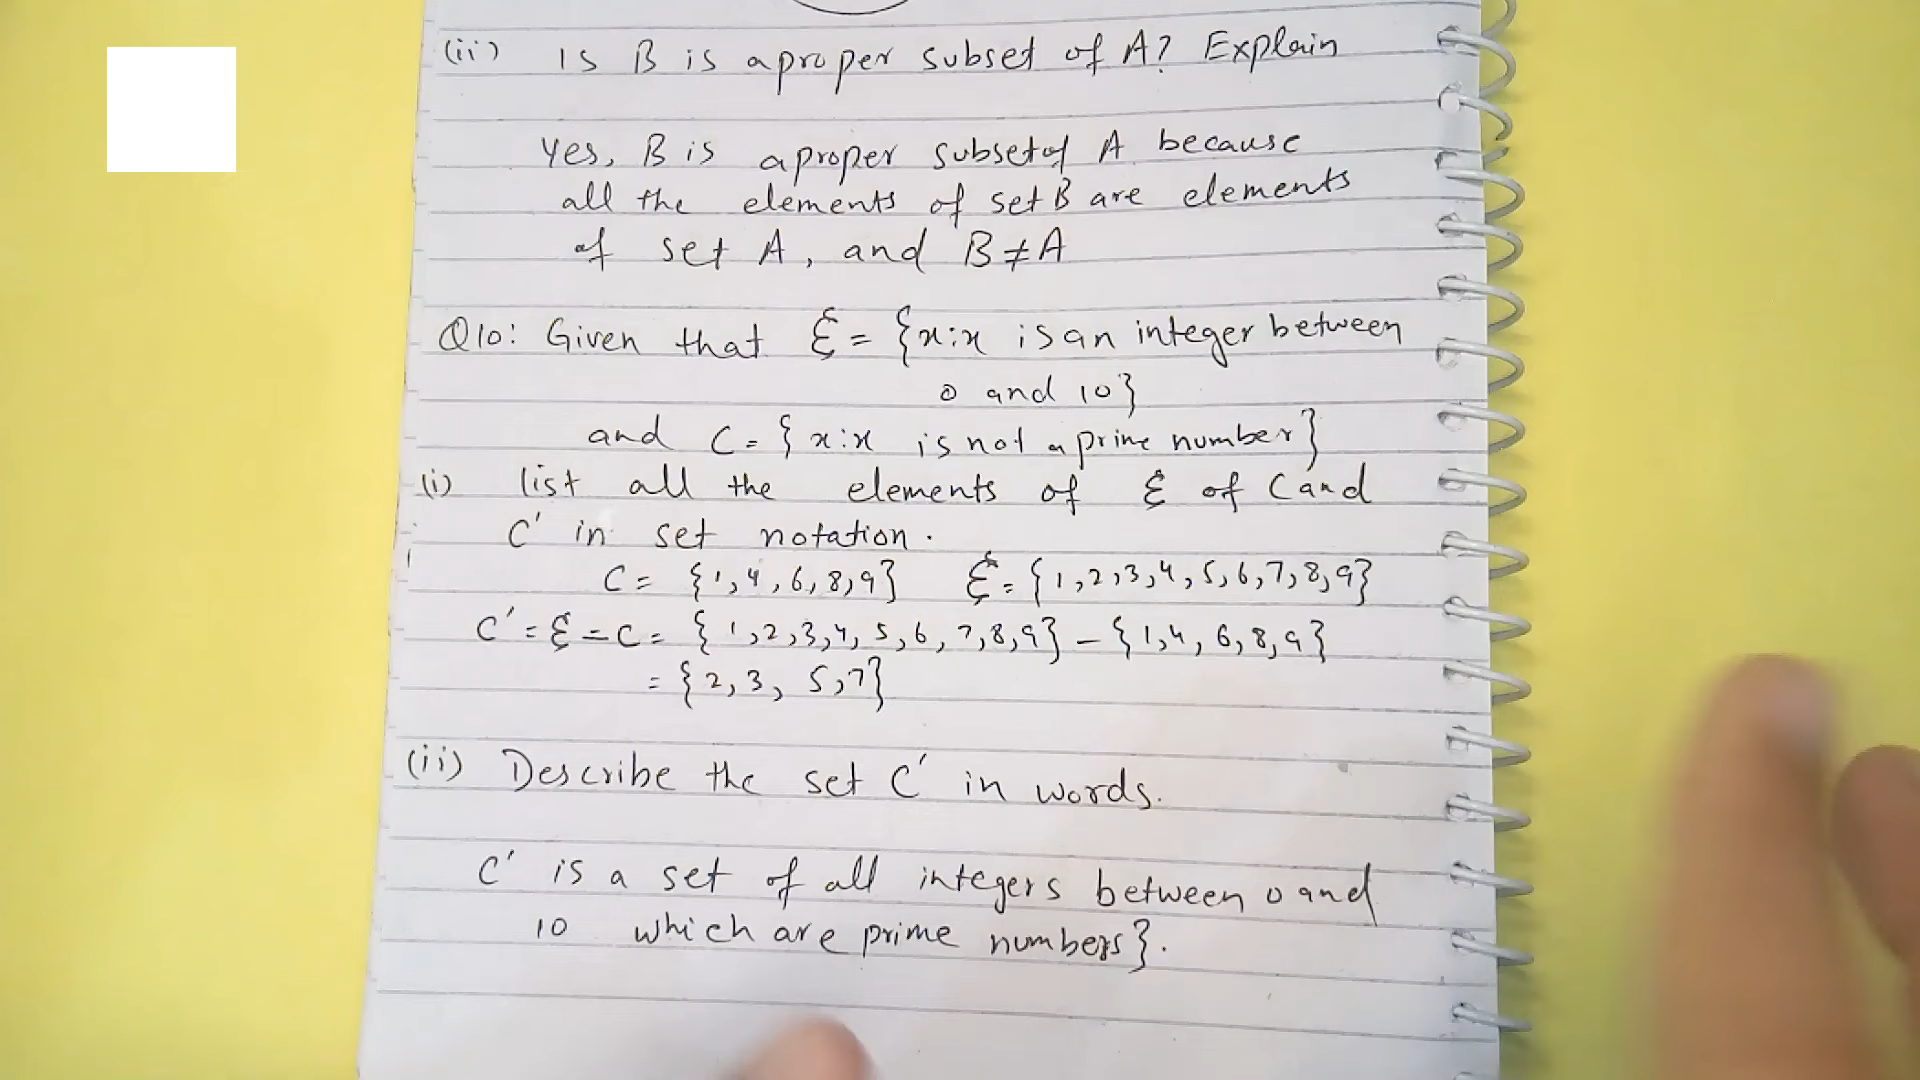 (ii) Is B is a proper subset of A? Explain
Yes, B is a proper subset of A because
all the elements of set B are elements
of set A, and B ≠ A
Q10: Given that ξ = {x:x is an integer between
0 and 10}
and C = {x:x is not a prime number}
(i) list all the elements of ξ of C and
C' in set notation.
C = {1,4,6,8,9} ξ = {1,2,3,4,5,6,7,8,9}
C' = ξ - C = {1,2,3,4,5,6,7,8,9} - {1,4,6,8,9}
= {2,3,5,7}
(ii) Describe the set C' in words.
C' is a set of all integers between 0 and
10 which are prime numbers}.